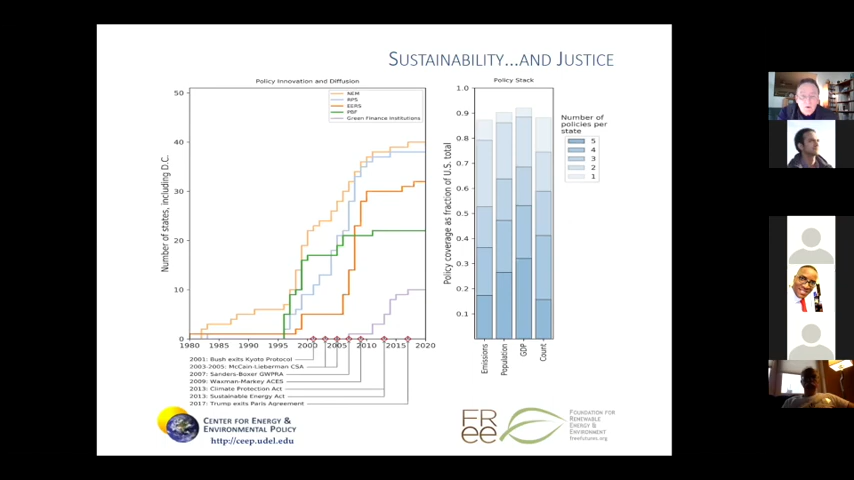 SUSTAINABILITY...AND JUSTICE
Policy Innovation and Diffusion
Policy Stack
NEM
RPS
EERS
PBF
Green Finance Institutions
Number of states, including D.C.
50
40
30
20
10
0
1980 1985 1990 1995 2000 2005 2010 2015 2020
Policy coverage as fraction of U.S. total
1.0
0.9
0.8
0.7
0.6
0.5
0.4
0.3
0.2
0.1
Emissions
Population
GDP
Count
Number of
policies per
state
5
4
3
2
1
2001: Bush exits Kyoto Protocol
2003-2005: McCain-Lieberman CSA
2007: Sanders-Boxer GWPRA
2009: Waxman-Markey ACES
2013: Climate Protection Act
2013: Sustainable Energy Act
2017: Trump exits Paris Agreement
CENTER FOR ENERGY &
ENVIRONMENTAL POLICY
http://ceep.udel.edu
FREE
FOUNDATION FOR
RENEWABLE
ENERGY &
ENVIRONMENT
freefutures.org